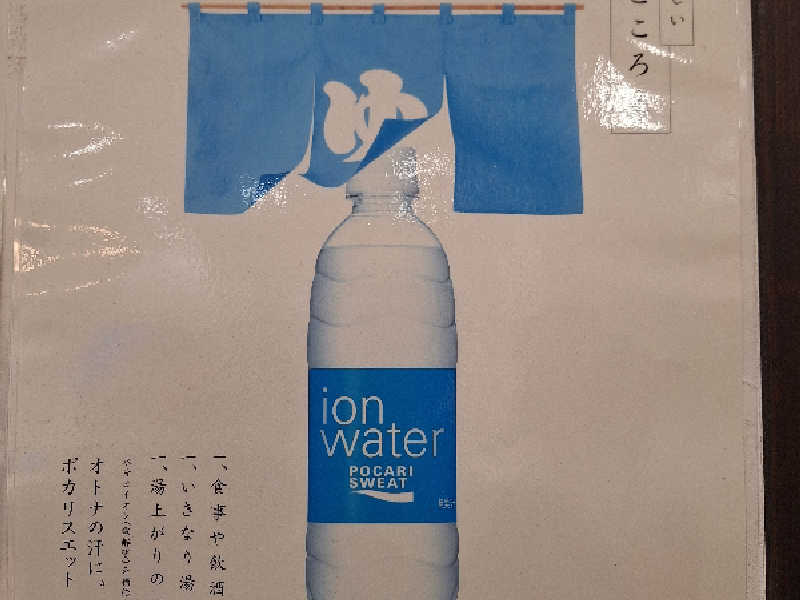 しい
ころ
ゆ
ion
water
POCARI
SWEAT
一、食事や飲酒
一、いきなり湯
一、湯上がりの
オトナの汗に。
ポカリスエット